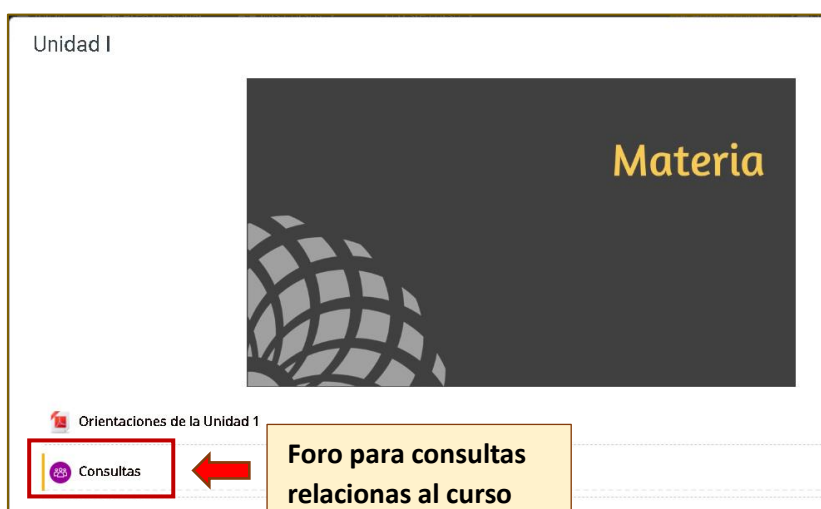 Unidad I
Materia
Orientaciones de la Unidad 1
Consultas
Foro para consultas
relacionas al curso